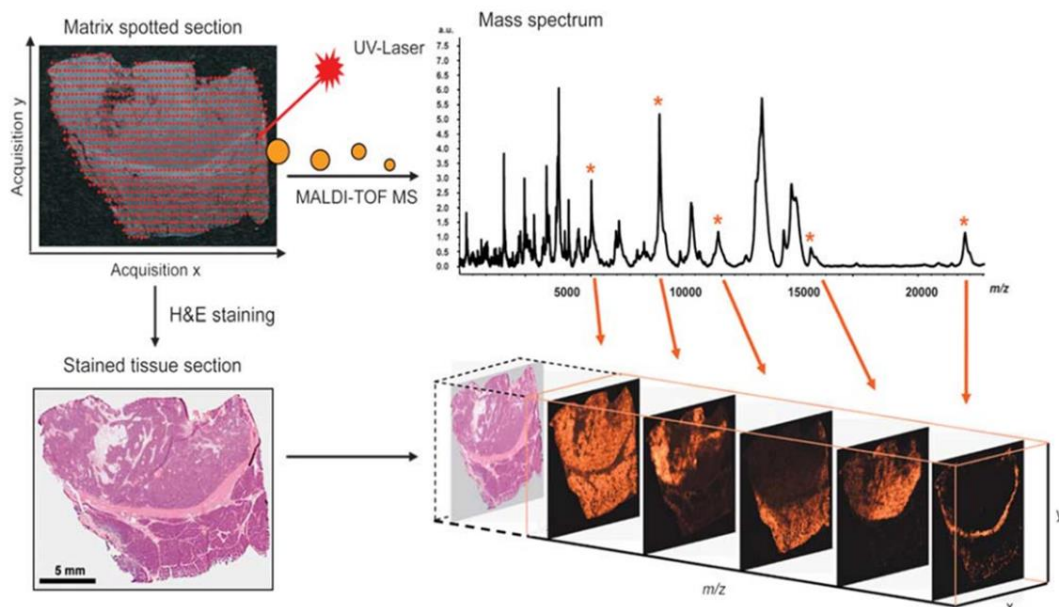 Matrix spotted section
Acquisition y
Acquisition x
UV-Laser
MALDI-TOF MS
Mass spectrum
a.u.
7.5
7.0
6.5
6.0
5.5
5.0
4.5
4.0
3.5
3.0
2.5
2.0
1.5
1.0
0.5
0.0
*
*
*
*
*
5000
10000
15000
20000
m/z
H&E staining
Stained tissue section
5 mm
m/z
y
x